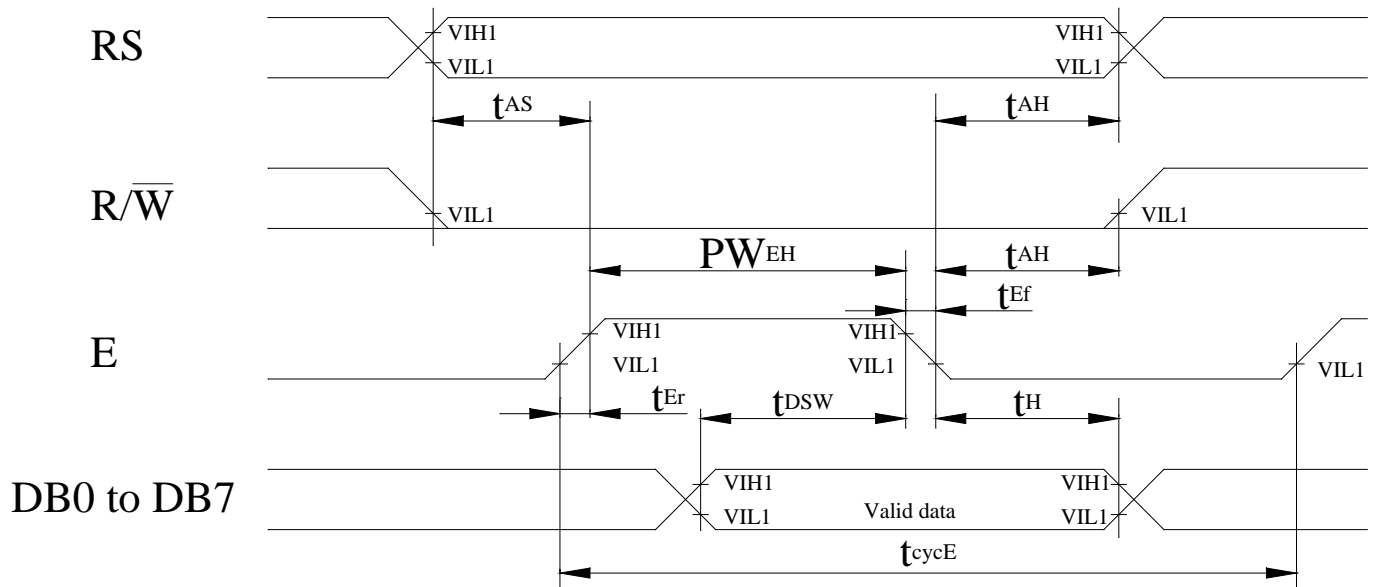 RS
VIH1
VIH1
VIL1
VIL1
tAS
tAH
R/W̅
VIL1
VIL1
PWEH
tAH
tEf
E
VIH1
VIH1
VIL1
VIL1
VIL1
tEr
tDSW
tH
DB0 to DB7
VIH1
VIH1
VIL1
Valid data
VIL1
tcycE